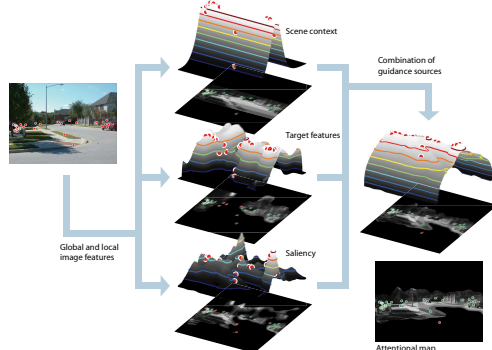 Scene context
Combination of
guidance sources
Target features
Global and local
image features
Saliency
Attentional map